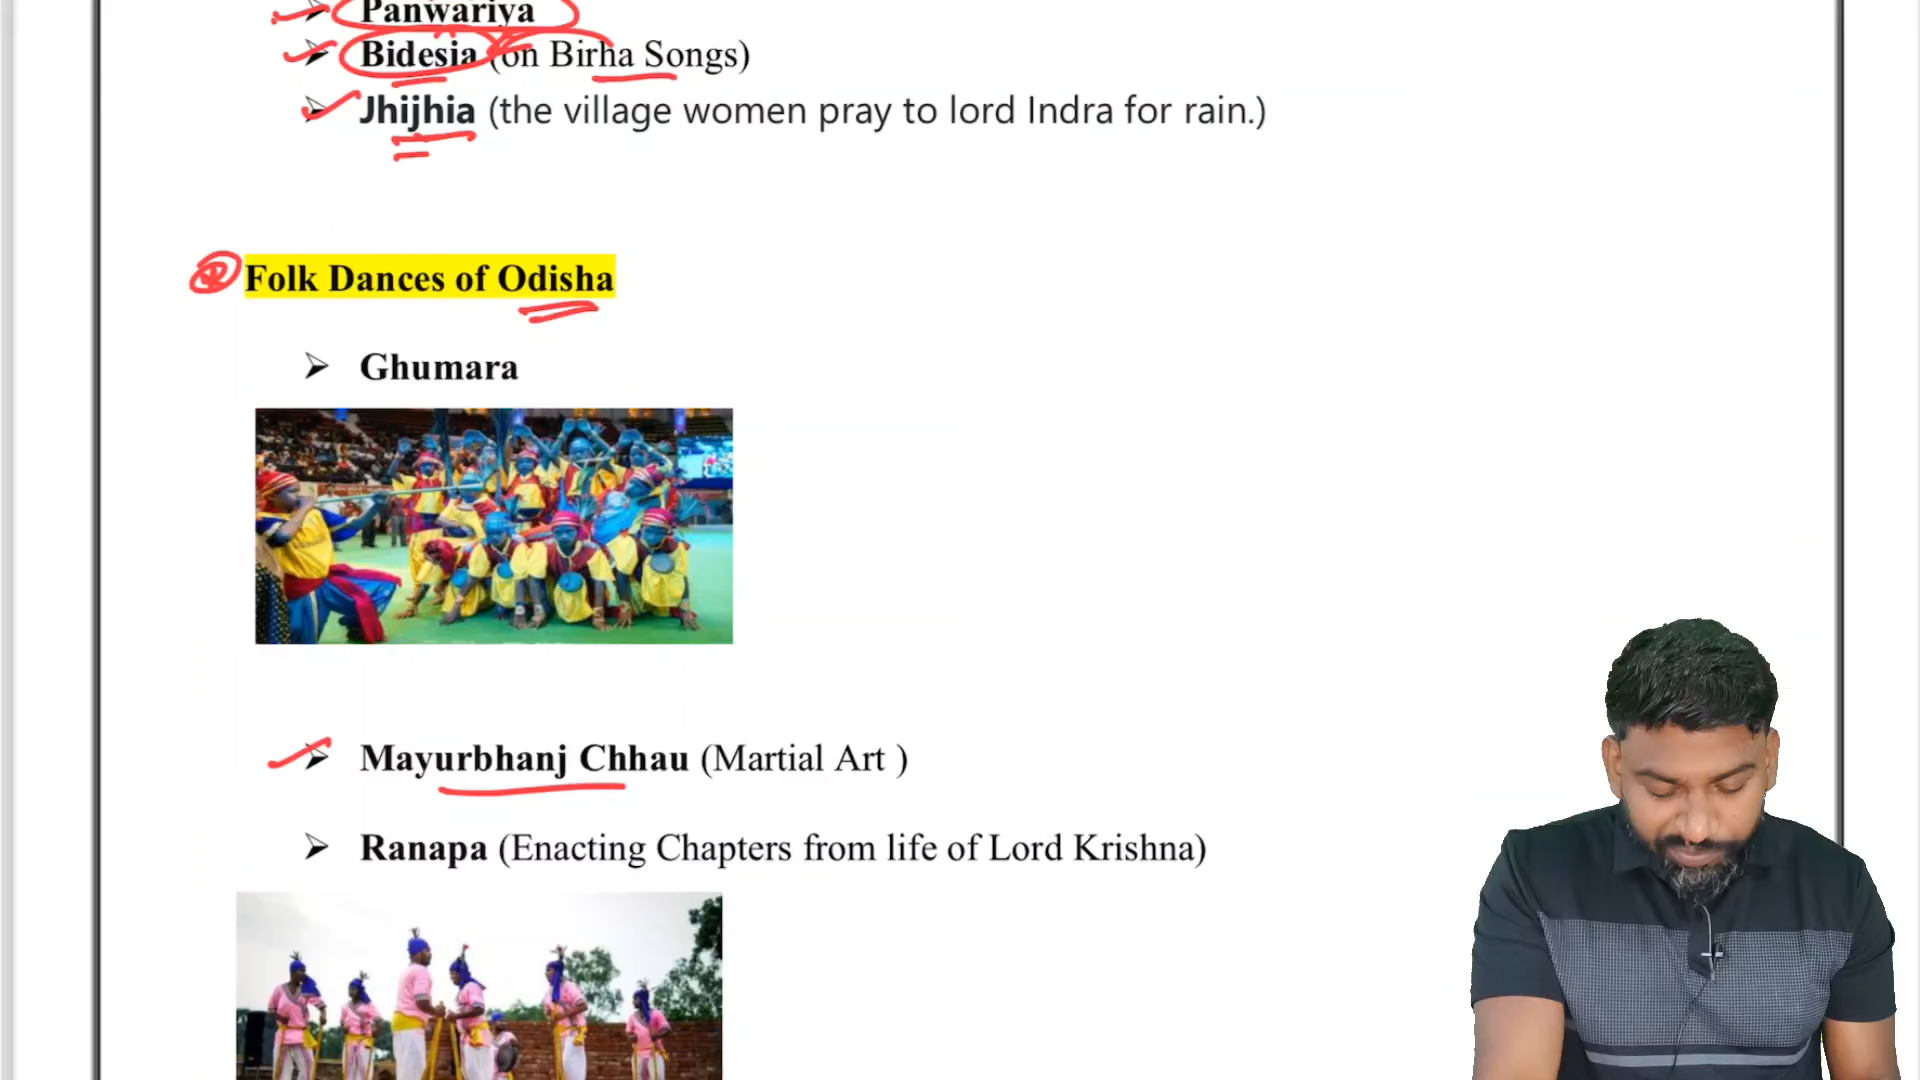 ➢ Panwariya
➢ Bidesia (on Birha Songs)
➢ Jhijhia (the village women pray to lord Indra for rain.)
Folk Dances of Odisha
➢ Ghumara
➢ Mayurbhanj Chhau (Martial Art )
➢ Ranapa (Enacting Chapters from life of Lord Krishna)